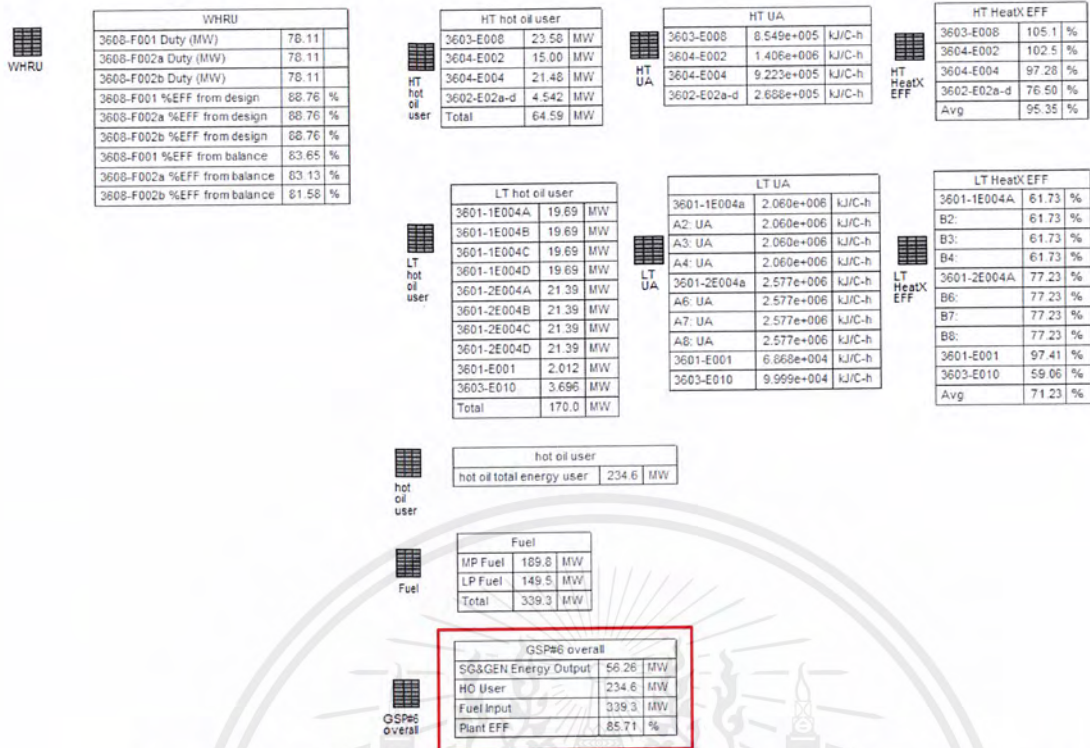 WHRU
WHRU
3608-F001 Duty (MW) 78.11
3608-F002a Duty (MW) 78.11
3608-F002b Duty (MW) 78.11
3608-F001 %EFF from design 88.76 %
3608-F002a %EFF from design 88.76 %
3608-F002b %EFF from design 88.76 %
3608-F001 %EFF from balance 83.65 %
3608-F002a %EFF from balance 83.13 %
3608-F002b %EFF from balance 81.58 %
HT hot oil user
HT hot oil user
3603-E008 23.58 MW
3604-E002 15.00 MW
3604-E004 21.48 MW
3602-E02a-d 4.542 MW
Total 64.59 MW
HT UA
HT UA
3603-E008 8.549e+005 kJ/C-h
3604-E002 1.406e+006 kJ/C-h
3604-E004 9.223e+005 kJ/C-h
3602-E02a-d 2.688e+005 kJ/C-h
HT HeatX EFF
HT HeatX EFF
3603-E008 105.1 %
3604-E002 102.5 %
3604-E004 97.28 %
3602-E02a-d 76.50 %
Avg 95.35 %
LT hot oil user
LT hot oil user
3601-1E004A 19.69 MW
3601-1E004B 19.69 MW
3601-1E004C 19.69 MW
3601-1E004D 19.69 MW
3601-2E004A 21.39 MW
3601-2E004B 21.39 MW
3601-2E004C 21.39 MW
3601-2E004D 21.39 MW
3601-E001 2.012 MW
3603-E010 3.696 MW
Total 170.0 MW
LT UA
LT UA
3601-1E004a 2.060e+006 kJ/C-h
A2: UA 2.060e+006 kJ/C-h
A3: UA 2.060e+006 kJ/C-h
A4: UA 2.060e+006 kJ/C-h
3601-2E004a 2.577e+006 kJ/C-h
A6: UA 2.577e+006 kJ/C-h
A7: UA 2.577e+006 kJ/C-h
A8: UA 2.577e+006 kJ/C-h
3601-E001 6.868e+004 kJ/C-h
3603-E010 9.999e+004 kJ/C-h
LT HeatX EFF
LT HeatX EFF
3601-1E004A 61.73 %
B2: 61.73 %
B3: 61.73 %
B4: 61.73 %
3601-2E004A 77.23 %
B6: 77.23 %
B7: 77.23 %
B8: 77.23 %
3601-E001 97.41 %
3603-E010 59.06 %
Avg 71.23 %
hot oil user
hot oil user
hot oil total energy user 234.6 MW
Fuel
Fuel
MP Fuel 189.8 MW
LP Fuel 149.5 MW
Total 339.3 MW
GSP#6 overall
GSP#6 overall
SG&GEN Energy Output 56.26 MW
HO User 234.6 MW
Fuel Input 339.3 MW
Plant EFF 85.71 %